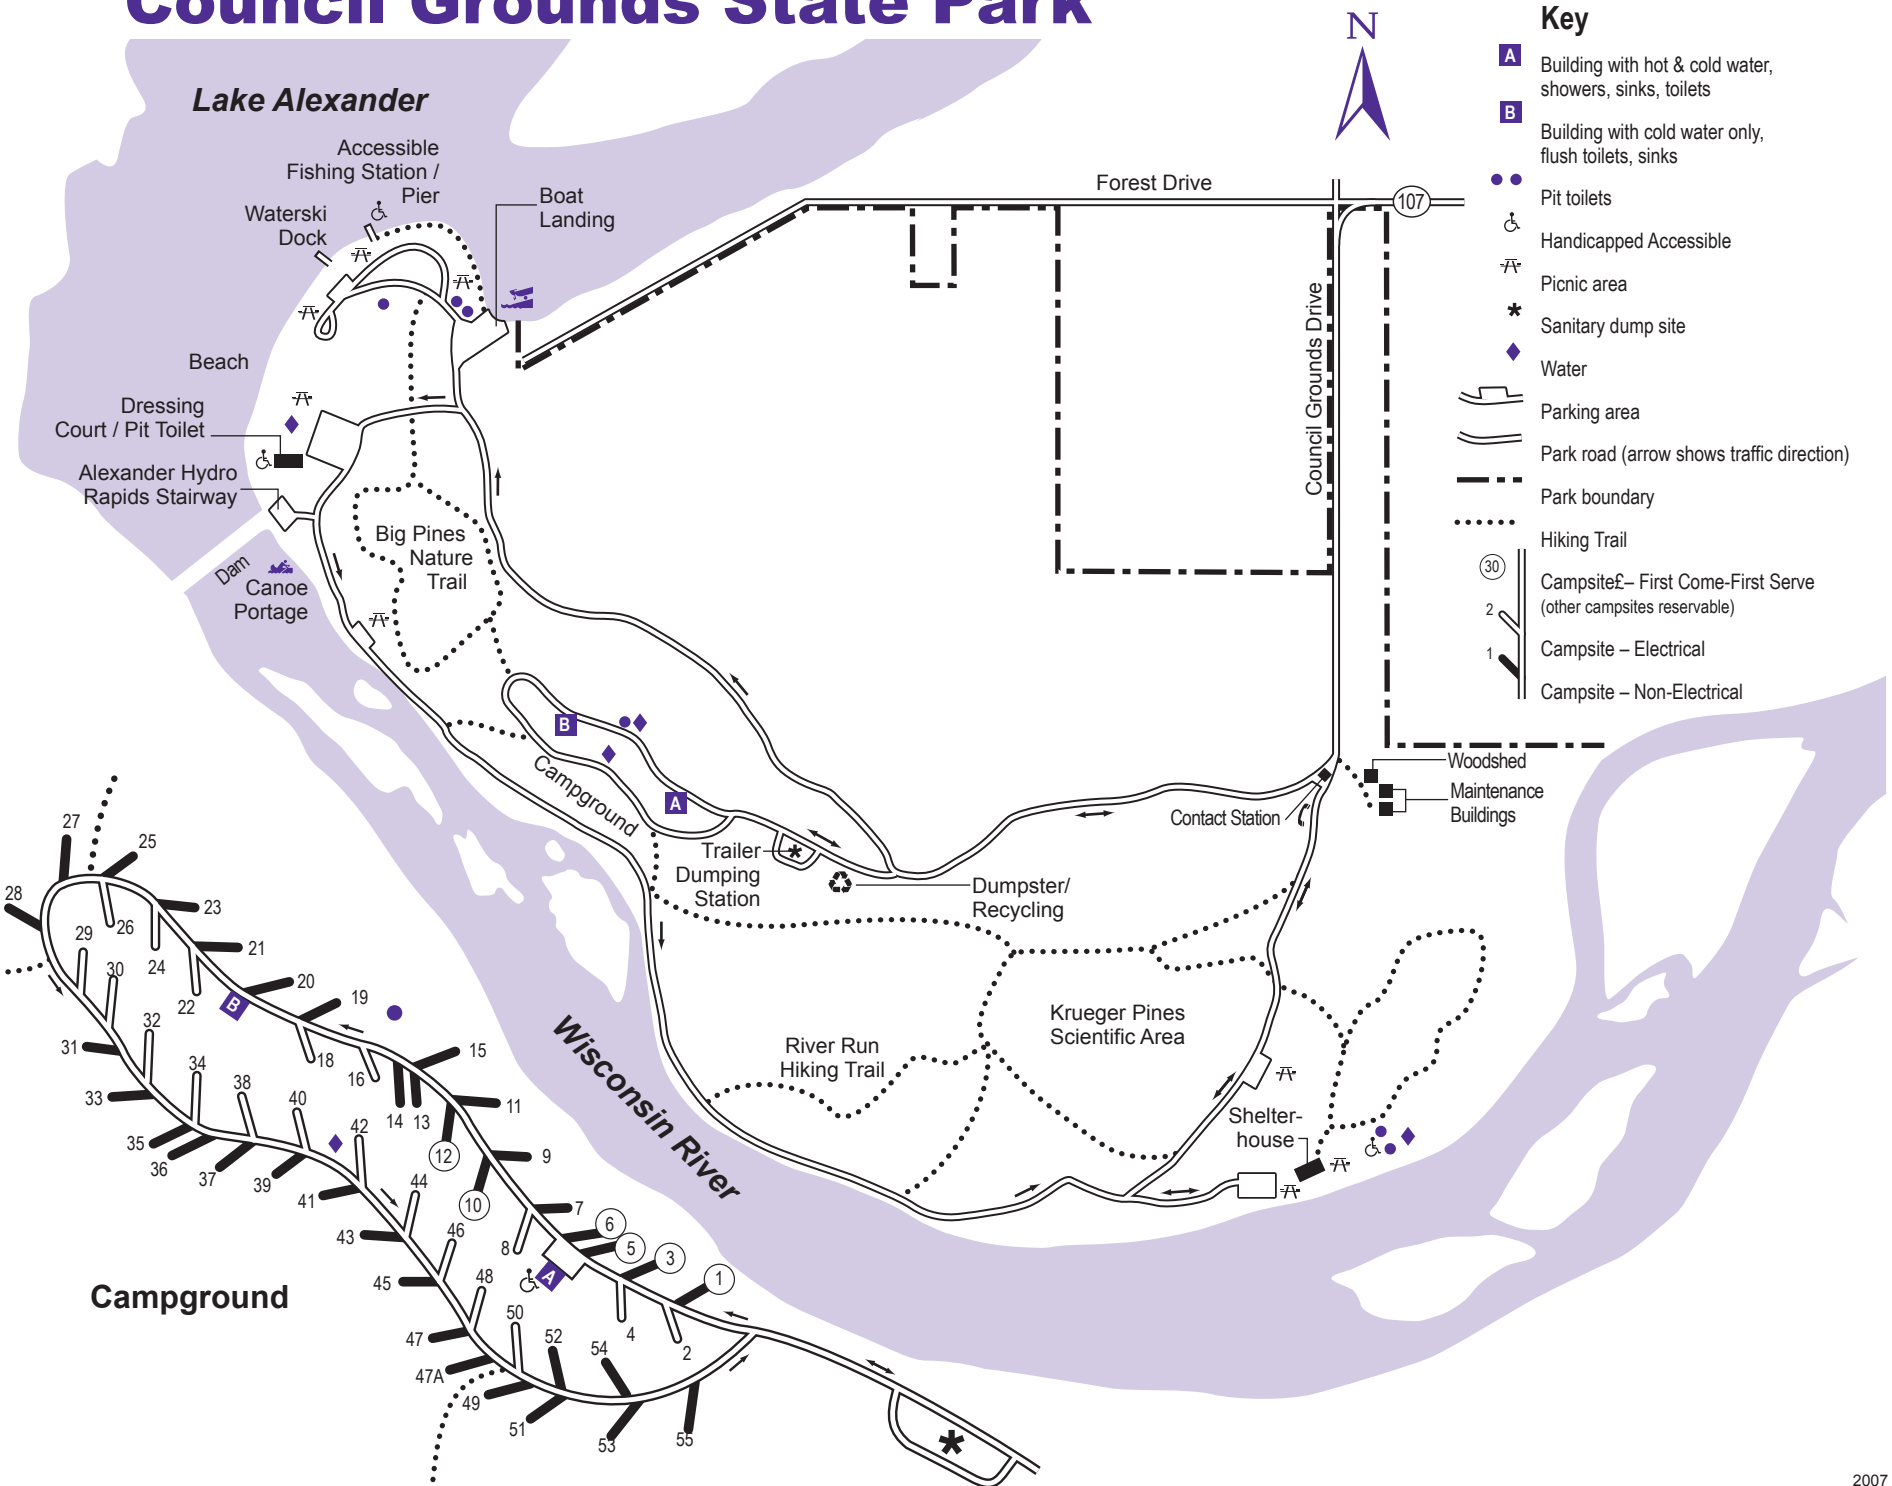 Council Grounds State Park
Lake Alexander
Accessible
Fishing Station /
Pier
Waterski
Dock
Boat
Landing
Beach
Dressing
Court / Pit Toilet
Alexander Hydro
Rapids Stairway
Dam
Canoe
Portage
Big Pines
Nature
Trail
Forest Drive
107
Council Grounds Drive
N
Key
A
Building with hot & cold water,
showers, sinks, toilets
B
Building with cold water only,
flush toilets, sinks
Pit toilets
Handicapped Accessible
Picnic area
*
Sanitary dump site
Water
Parking area
Park road (arrow shows traffic direction)
Park boundary
Hiking Trail
30
Campsite£– First Come-First Serve
(other campsites reservable)
2
Campsite – Electrical
1
Campsite – Non-Electrical
B
A
Campground
Trailer
Dumping
Station
*
Dumpster/
Recycling
Contact Station
Woodshed
Maintenance
Buildings
Krueger Pines
Scientific Area
River Run
Hiking Trail
Shelter-
house
Wisconsin River
27
25
28
23
26
29
21
24
30
20
22
19
B
32
18
15
31
16
34
38
33
40
14
13
11
42
35
36
12
9
37
39
44
41
10
7
6
46
43
8
5
3
A
1
45
48
50
4
47
52
54
2
47A
49
51
53
55
*
Campground
2007